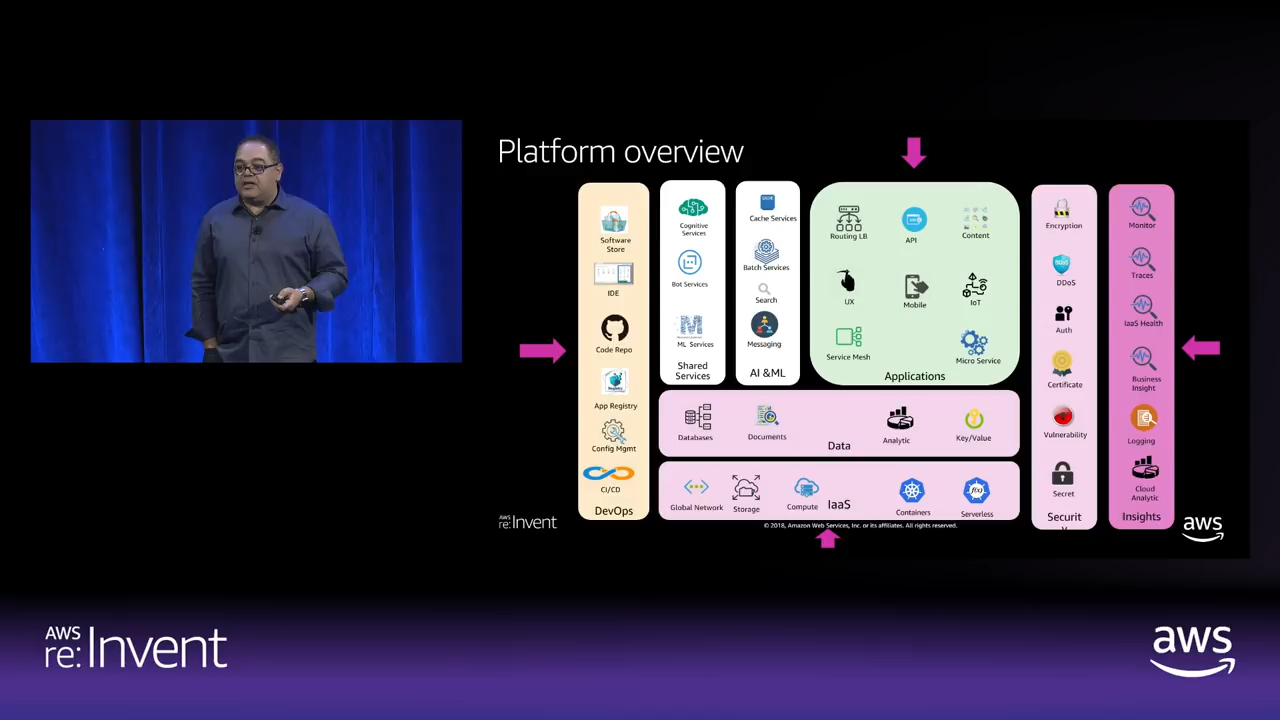 Platform overview
Software
Store
IDE
Code Repo
App Registry
Config Mgmt
CI/CD
DevOps
Cognitive
Services
Bot Services
ML Services
Shared
Services
CACHE
Cache Services
Batch Services
Search
Messaging
AI &ML
Routing LB
API
Content
UX
Mobile
IoT
Service Mesh
Micro Service
Applications
Databases
Documents
Data
Analytic
Key/Value
Global Network
Storage
Compute
IaaS
Containers
f(x)
Serverless
Encryption
DDoS
DDoS
Auth
Certificate
Vulnerability
Secret
Securit
y
Monitor
Traces
IaaS Health
Business
Insight
Logging
Cloud
Analytic
Insights
© 2018, Amazon Web Services, Inc. or its affiliates. All rights reserved.
AWS
re:Invent
aws
AWS
re:Invent
aws